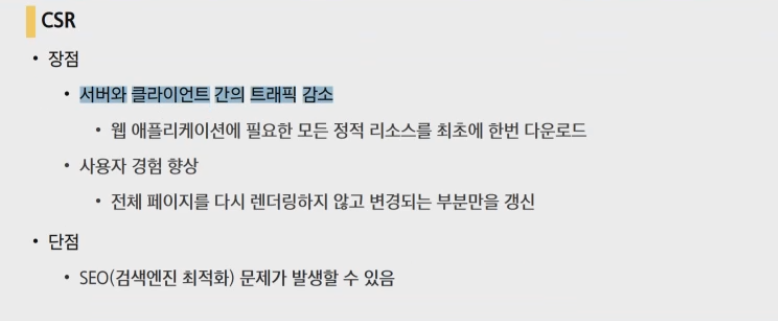 CSR
• 장점
• 서버와 클라이언트 간의 트래픽 감소
• 웹 애플리케이션에 필요한 모든 정적 리소스를 최초에 한번 다운로드
• 사용자 경험 향상
• 전체 페이지를 다시 렌더링하지 않고 변경되는 부분만을 갱신
• 단점
• SEO(검색엔진 최적화) 문제가 발생할 수 있음